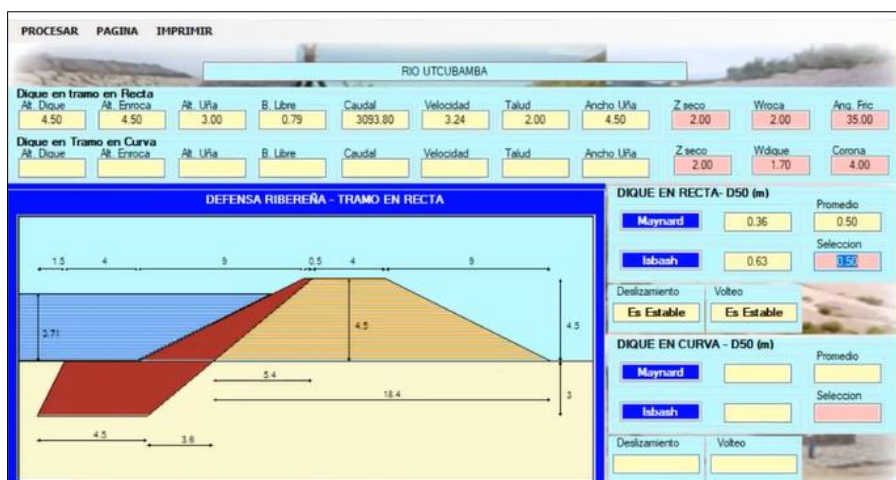 PROCESAR PAGINA IMPRIMIR
RIO UTCUBAMBA
Dique en tramo en Recta
Alt. Dique Alt. Enroca Alt. Uña B. Libre Caudal Velocidad Talud Ancho Uña Z seco Wroca Ang. Fric
4.50 4.50 3.00 0.79 3093.80 3.24 2.00 4.50 2.00 2.00 35.00
Dique en Tramo en Curva
Alt. Dique Alt. Enroca Alt. Uña B. Libre Caudal Velocidad Talud Ancho Uña Z seco Wdique Corona
2.00 1.70 4.00
DEFENSA RIBEREÑA - TRAMO EN RECTA
1.5 4 9 0.5 4 9
3.71 4.5 4.5
5.4
18.4 3
4.5 3.6
DIQUE EN RECTA- D50 (m)
Promedio
Maynard 0.36 0.50
Seleccion
Isbash 0.63 0.50
Deslizamiento Volteo
Es Estable Es Estable
DIQUE EN CURVA - D50 (m)
Promedio
Maynard
Seleccion
Isbash
Deslizamiento Volteo